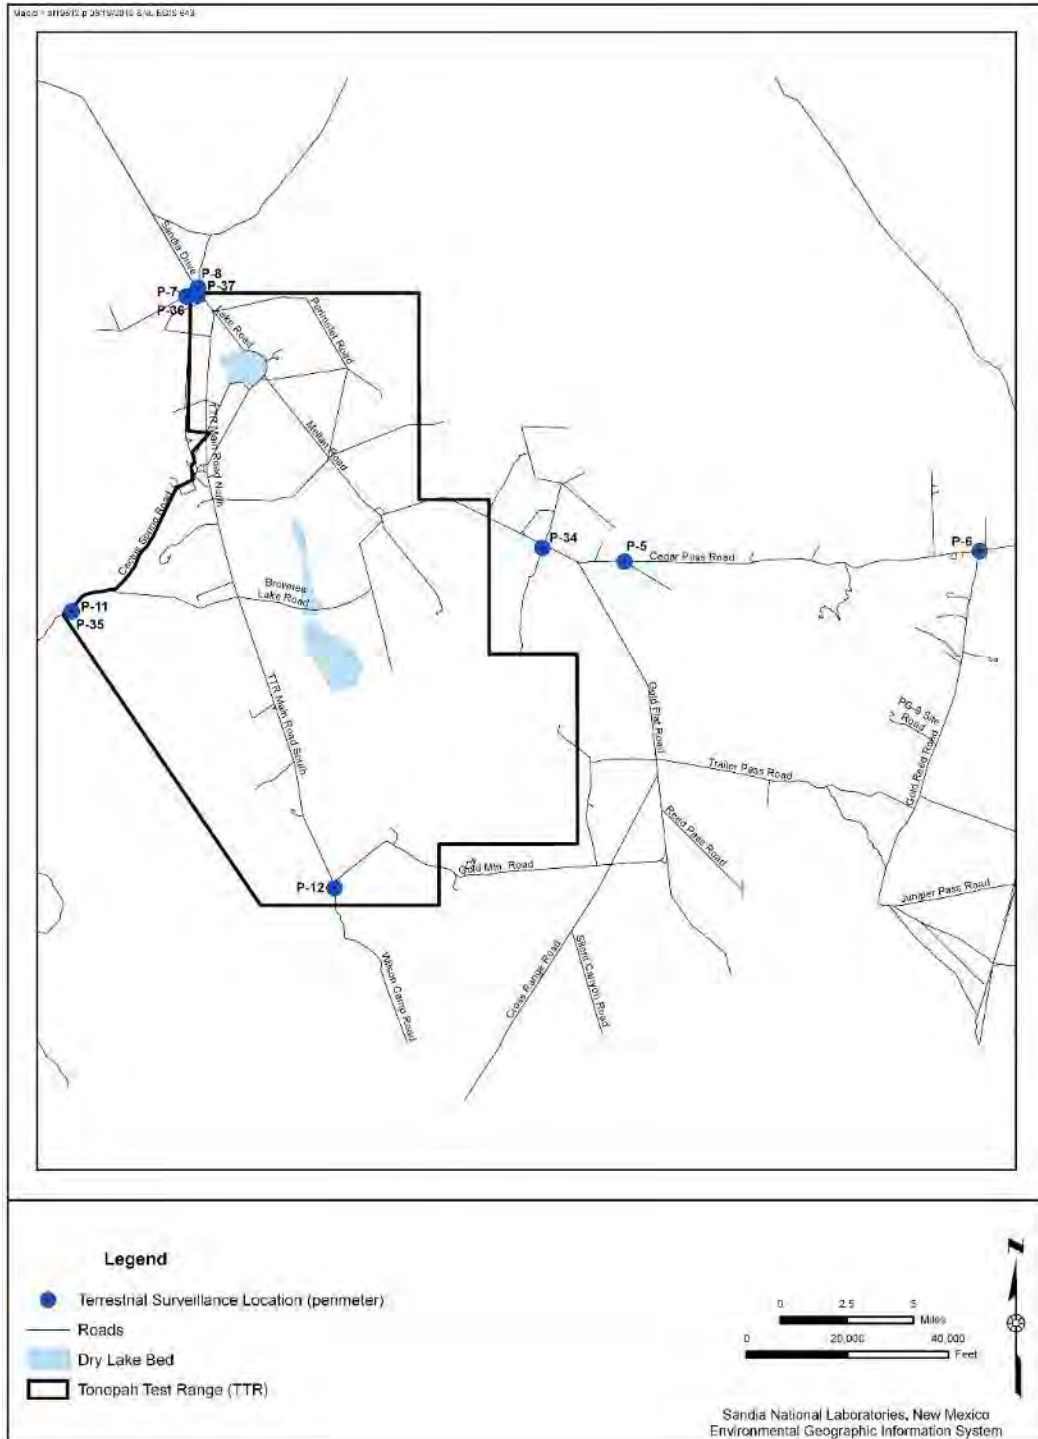 Sandia Drive
P-8
P-7
P-37
P-36
Lake Road
Perimeter Road
TTR Main Road North
Mellan Road
Cactus Spring Road
P-34
P-5
Cedar Pass Road
P-6
Brownes
Lake Road
P-11
P-35
TTR Main Road South
Gold Flat Road
PG-9 Site
Road
Gold Reed Road
Trailer Pass Road
Reed Pass Road
Gold Mtn. Road
P-12
Juniper Pass Road
Wilson Camp Road
Cross Range Road
Silent Canyon Road
Legend
Terrestrial Surveillance Location (perimeter)
Roads
Dry Lake Bed
Tonopah Test Range (TTR)
N
0 2.5 5
Miles
0 20,000 40,000
Feet
Sandia National Laboratories, New Mexico
Environmental Geographic Information System